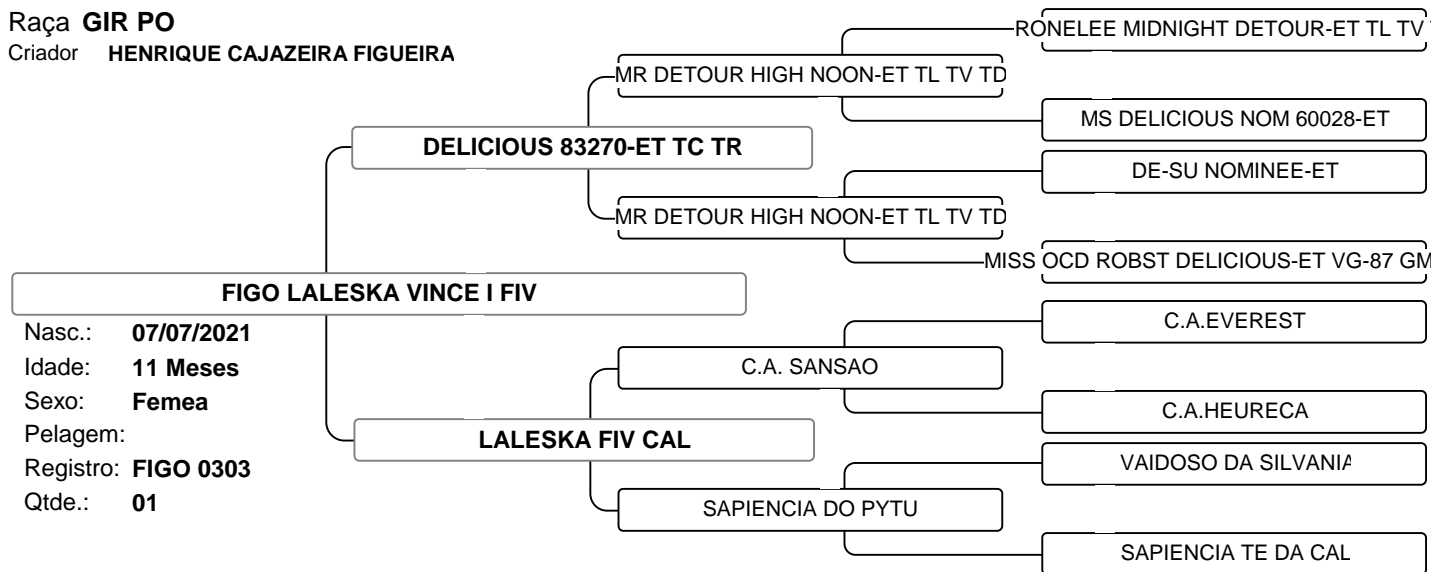 Raça GIR PO
Criador HENRIQUE CAJAZEIRA FIGUEIRA
RONELEE MIDNIGHT DETOUR-ET TL TV
MR DETOUR HIGH NOON-ET TL TV TD
MS DELICIOUS NOM 60028-ET
DELICIOUS 83270-ET TC TR
DE-SU NOMINEE-ET
MR DETOUR HIGH NOON-ET TL TV TD
MISS OCD ROBST DELICIOUS-ET VG-87 GM
FIGO LALESKA VINCE I FIV
Nasc.: 07/07/2021
Idade: 11 Meses
Sexo: Femea
Pelagem:
Registro: FIGO 0303
Qtde.: 01
C.A.EVEREST
C.A. SANSAO
C.A.HEURECA
LALESKA FIV CAL
VAIDOSO DA SILVANIA
SAPIENCIA DO PYTU
SAPIENCIA TE DA CAL